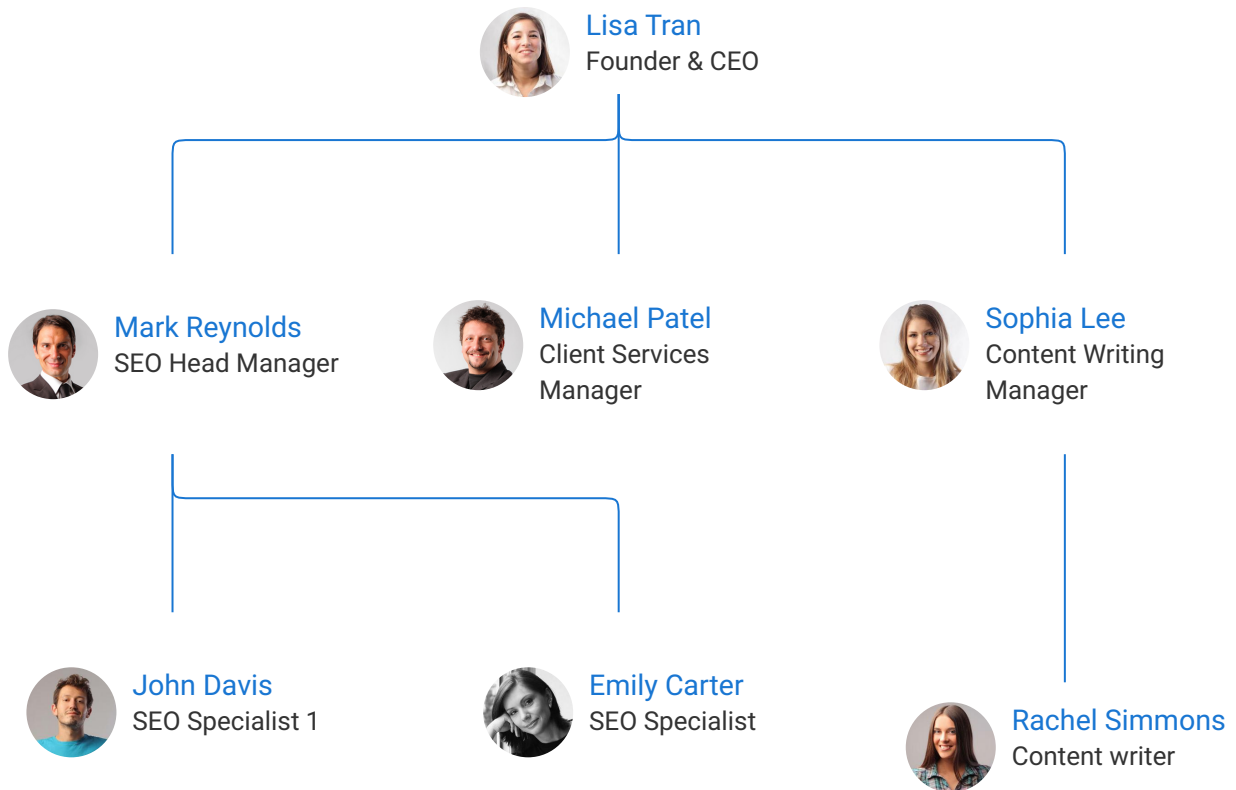 Lisa Tran
Founder & CEO
Mark Reynolds
SEO Head Manager
Michael Patel
Client Services
Manager
Sophia Lee
Content Writing
Manager
John Davis
SEO Specialist 1
Emily Carter
SEO Specialist
Rachel Simmons
Content writer